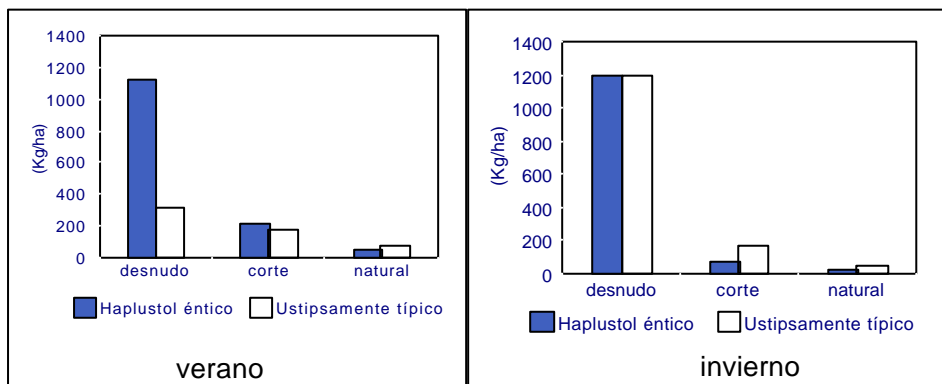 1400
1200
1000
800
600
400
200
0
(Kg/ha)
desnudo corte natural
Haplustol éntico Ustipsamente típico
verano
1400
1200
1000
800
600
400
200
0
(Kg/ha)
desnudo corte natural
Haplustol éntico Ustipsamente típico
invierno